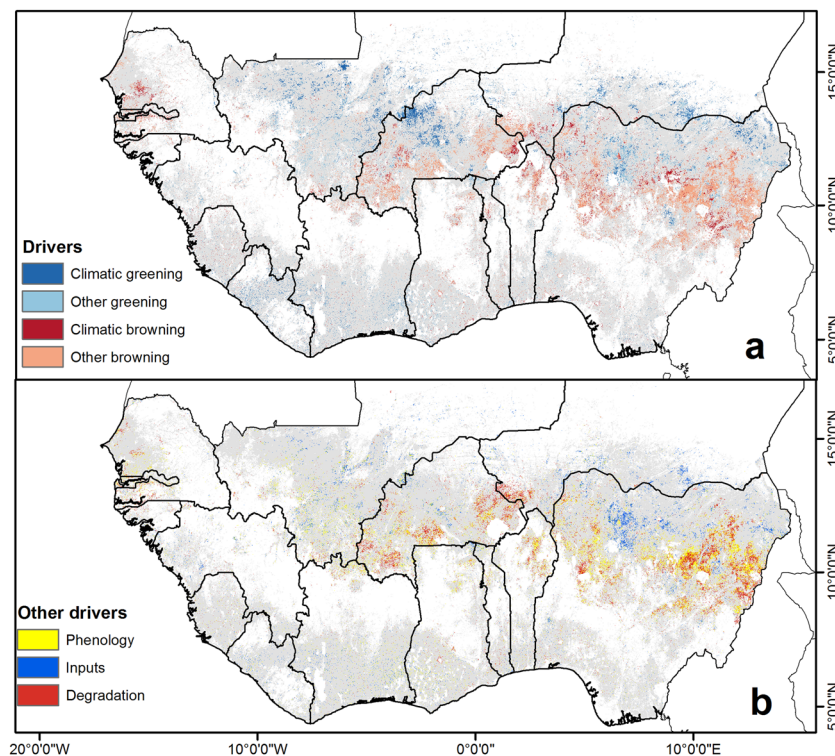 15°0'0"N
10°0'0"N
5°0'0"N
Drivers
Climatic greening
Other greening
Climatic browning
Other browning
a
15°0'0"N
10°0'0"N
5°0'0"N
Other drivers
Phenology
Inputs
Degradation
b
20°0'0"W 10°0'0"W 0°0'0" 10°0'0"E